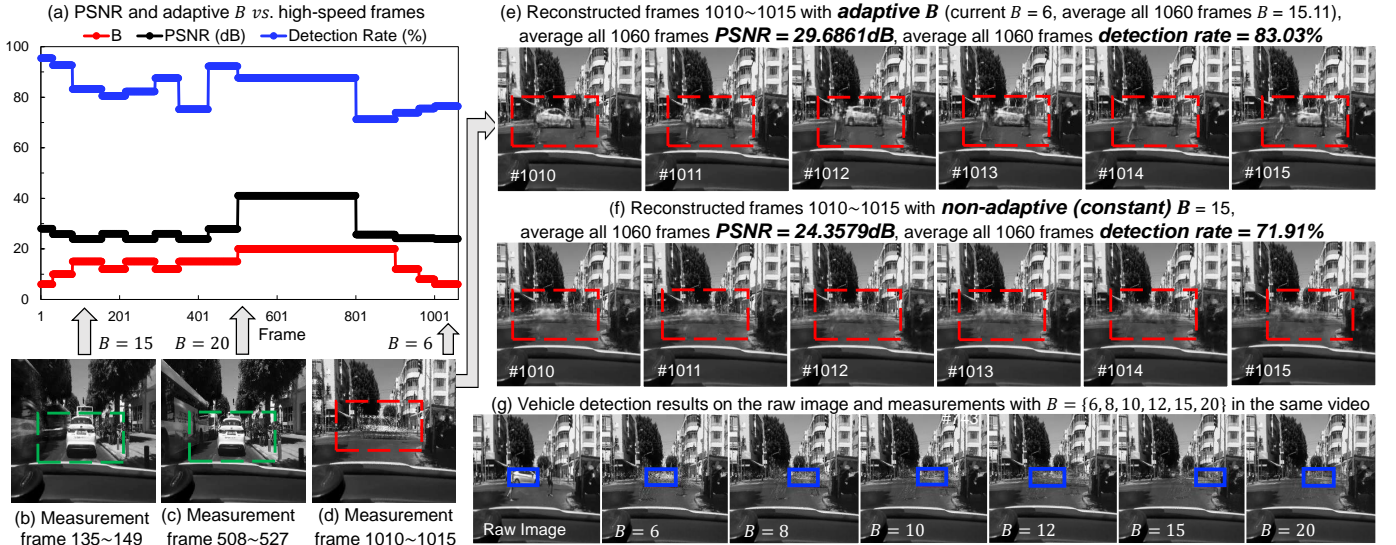 (a) PSNR and adaptive B vs. high-speed frames
B PSNR (dB) Detection Rate (%)
100
80
60
40
20
0
1 201 401 601 801 1001
Frame
B = 15 B = 20 B = 6
(b) Measurement
frame 135~149
(c) Measurement
frame 508~527
(d) Measurement
frame 1010~1015
(e) Reconstructed frames 1010~1015 with adaptive B (current B = 6, average all 1060 frames B = 15.11),
average all 1060 frames PSNR = 29.6861dB, average all 1060 frames detection rate = 83.03%
#1010 #1011 #1012 #1013 #1014 #1015
(f) Reconstructed frames 1010~1015 with non-adaptive (constant) B = 15,
average all 1060 frames PSNR = 24.3579dB, average all 1060 frames detection rate = 71.91%
#1010 #1011 #1012 #1013 #1014 #1015
(g) Vehicle detection results on the raw image and measurements with B = {6, 8, 10, 12, 15, 20} in the same video
Raw Image B = 6 B = 8 B = 10 B = 12 B = 15 B = 20